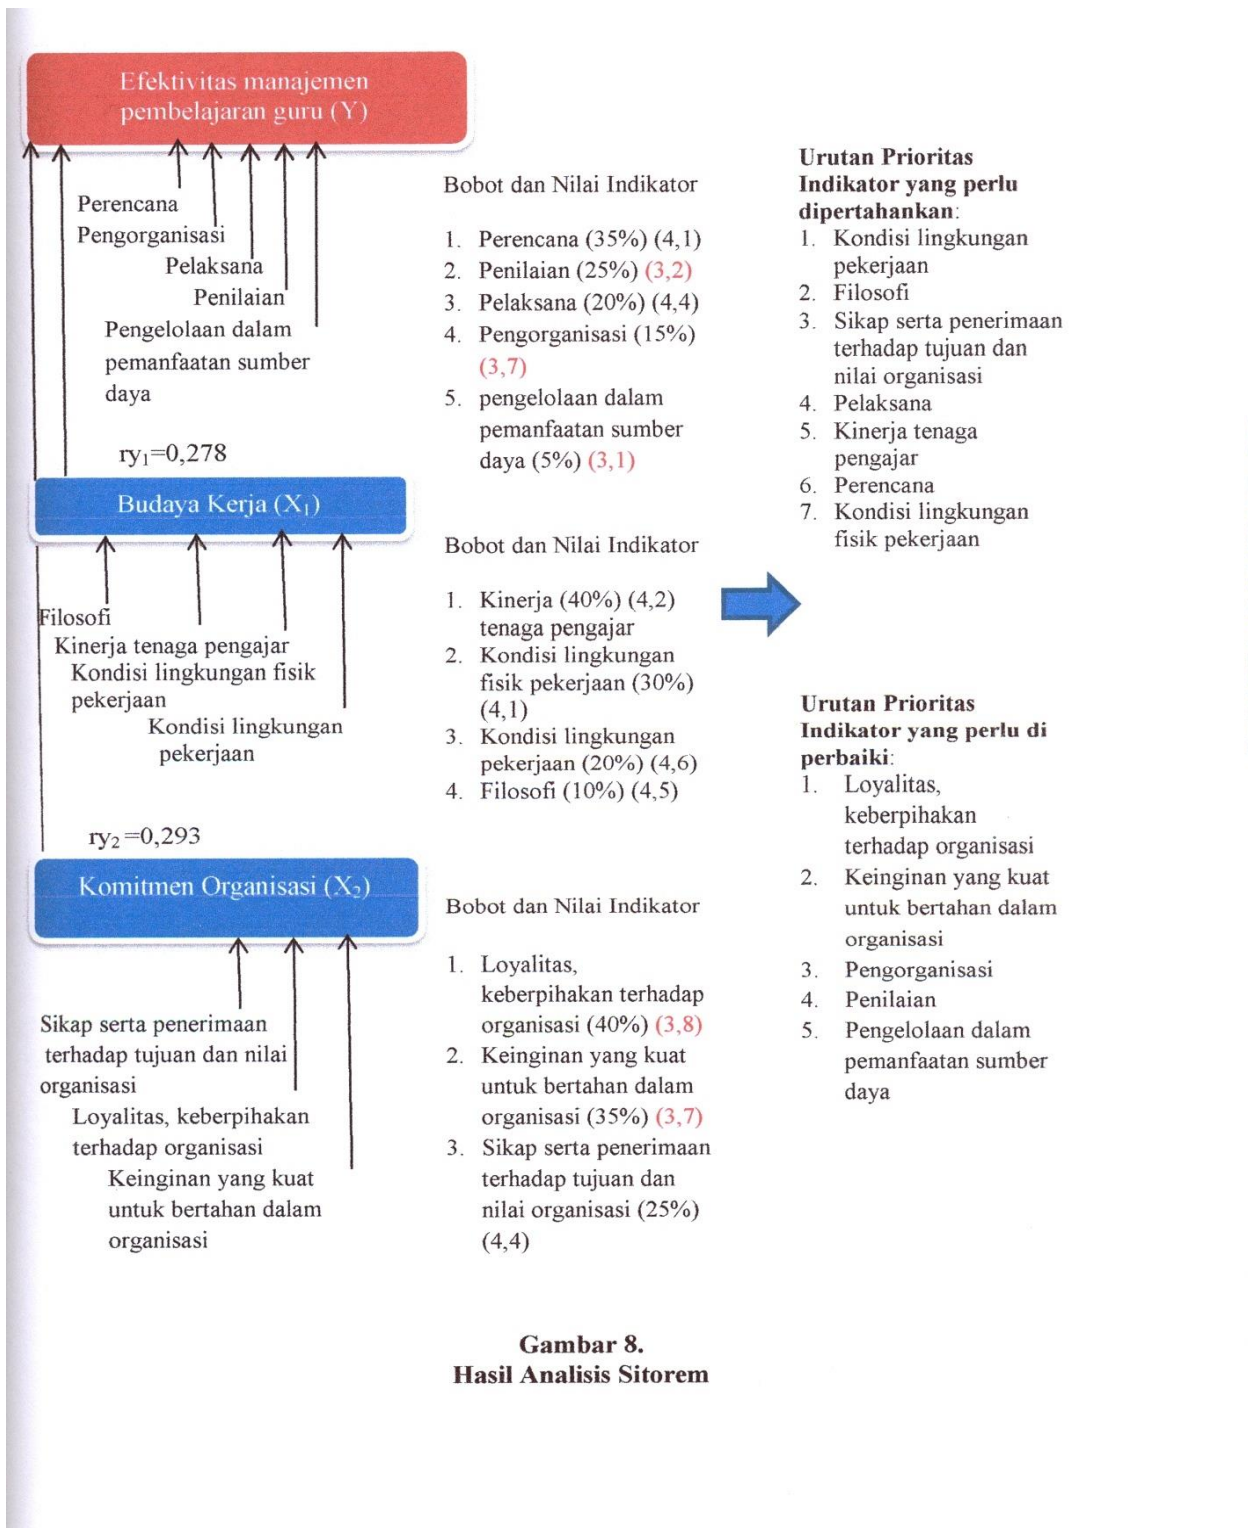 Efektivitas manajemen
pembelajaran guru (Y)
Perencana
Pengorganisasi
Pelaksana
Penilaian
Pengelolaan dalam
pemanfaatan sumber
daya
ry₁=0,278
Budaya Kerja (X₁)
Filosofi
Kinerja tenaga pengajar
Kondisi lingkungan fisik
pekerjaan
Kondisi lingkungan
pekerjaan
ry₂=0,293
Komitmen Organisasi (X₂)
Sikap serta penerimaan
terhadap tujuan dan nilai
organisasi
Loyalitas, keberpihakan
terhadap organisasi
Keinginan yang kuat
untuk bertahan dalam
organisasi
Bobot dan Nilai Indikator
1. Perencana (35%) (4,1)
2. Penilaian (25%) (3,2)
3. Pelaksana (20%) (4,4)
4. Pengorganisasi (15%)
(3,7)
5. pengelolaan dalam
pemanfaatan sumber
daya (5%) (3,1)
Bobot dan Nilai Indikator
1. Kinerja (40%) (4,2)
tenaga pengajar
2. Kondisi lingkungan
fisik pekerjaan (30%)
(4,1)
3. Kondisi lingkungan
pekerjaan (20%) (4,6)
4. Filosofi (10%) (4,5)
Bobot dan Nilai Indikator
1. Loyalitas,
keberpihakan terhadap
organisasi (40%) (3,8)
2. Keinginan yang kuat
untuk bertahan dalam
organisasi (35%) (3,7)
3. Sikap serta penerimaan
terhadap tujuan dan
nilai organisasi (25%)
(4,4)
Urutan Prioritas
Indikator yang perlu
dipertahankan:
1. Kondisi lingkungan
pekerjaan
2. Filosofi
3. Sikap serta penerimaan
terhadap tujuan dan
nilai organisasi
4. Pelaksana
5. Kinerja tenaga
pengajar
6. Perencana
7. Kondisi lingkungan
fisik pekerjaan
Urutan Prioritas
Indikator yang perlu di
perbaiki:
1. Loyalitas,
keberpihakan
terhadap organisasi
2. Keinginan yang kuat
untuk bertahan dalam
organisasi
3. Pengorganisasi
4. Penilaian
5. Pengelolaan dalam
pemanfaatan sumber
daya
Gambar 8.
Hasil Analisis Sitorem